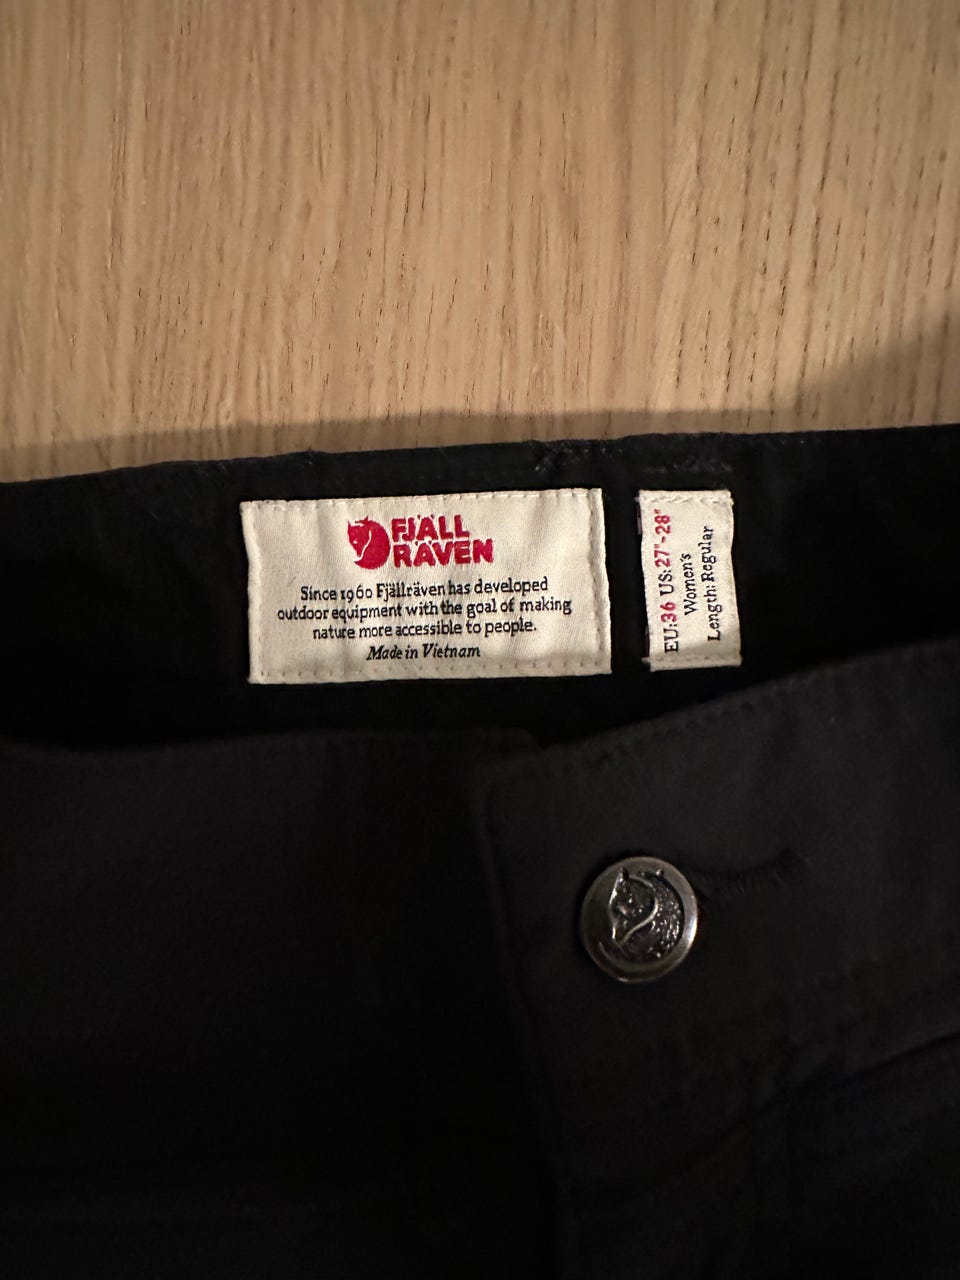 FJÄLL
RÄVEN
Since 1960 Fjällräven has developed
outdoor equipment with the goal of making
nature more accessible to people.
Made in Vietnam
EU:36 US:27"-28"
Women's
Length: Regular